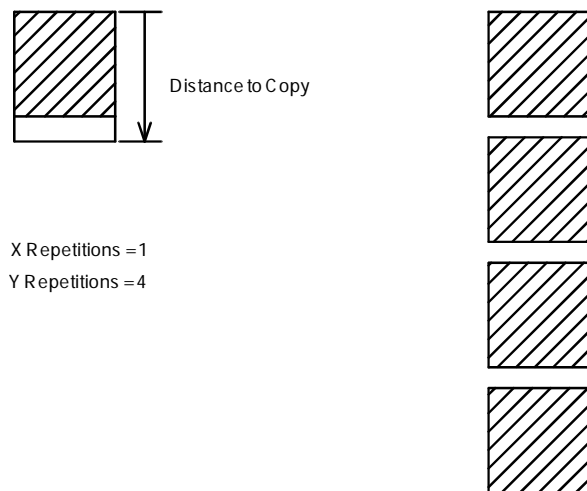 Distance to Copy
X Repetitions = 1
Y Repetitions = 4